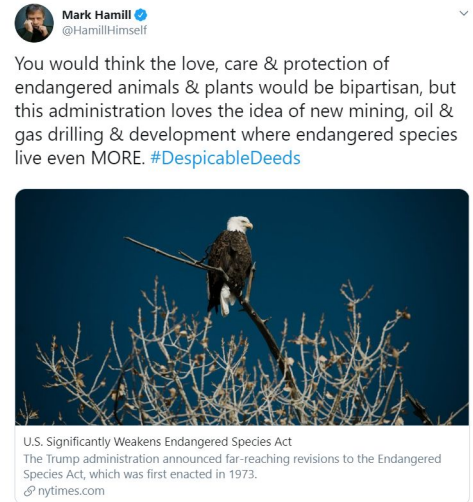 Mark Hamill
@HamillHimself
You would think the love, care & protection of
endangered animals & plants would be bipartisan, but
this administration loves the idea of new mining, oil &
gas drilling & development where endangered species
live even MORE. #DespicableDeeds
U.S. Significantly Weakens Endangered Species Act
The Trump administration announced far-reaching revisions to the Endangered
Species Act, which was first enacted in 1973.
nytimes.com